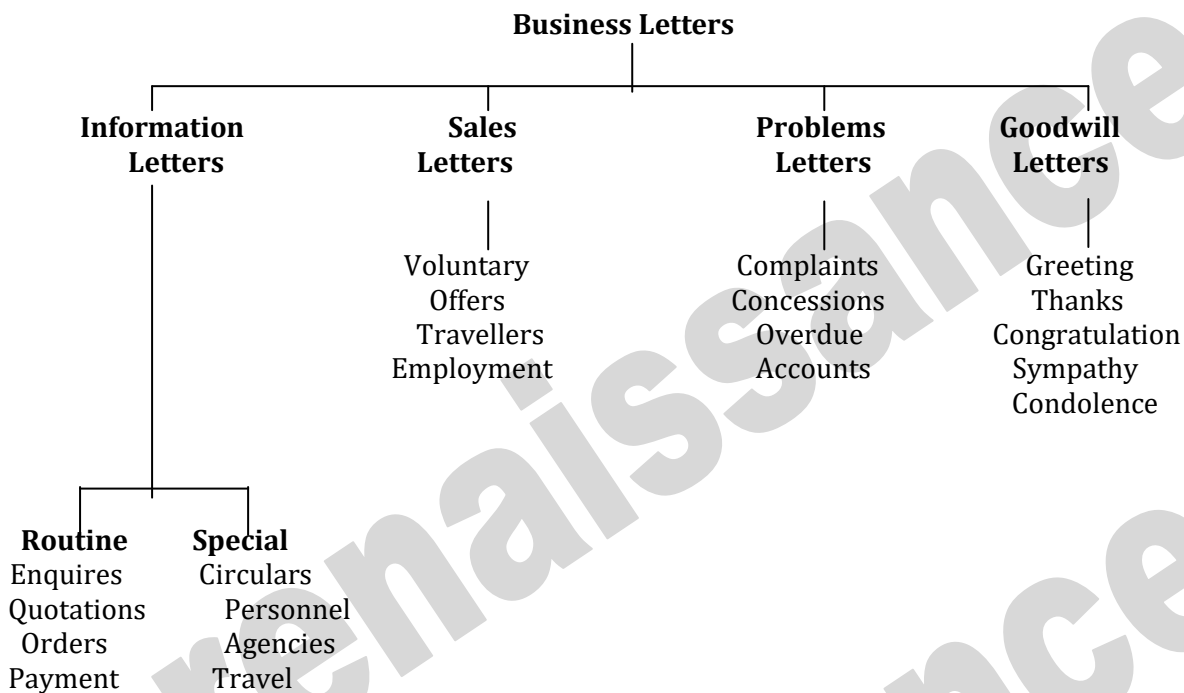 Business Letters
Information Letters
Sales Letters
Problems Letters
Goodwill Letters
Voluntary
Offers
Travellers
Employment
Complaints
Concessions
Overdue
Accounts
Greeting
Thanks
Congratulation
Sympathy
Condolence
Routine
Enquires
Quotations
Orders
Payment
Special
Circulars
Personnel
Agencies
Travel
renaissance